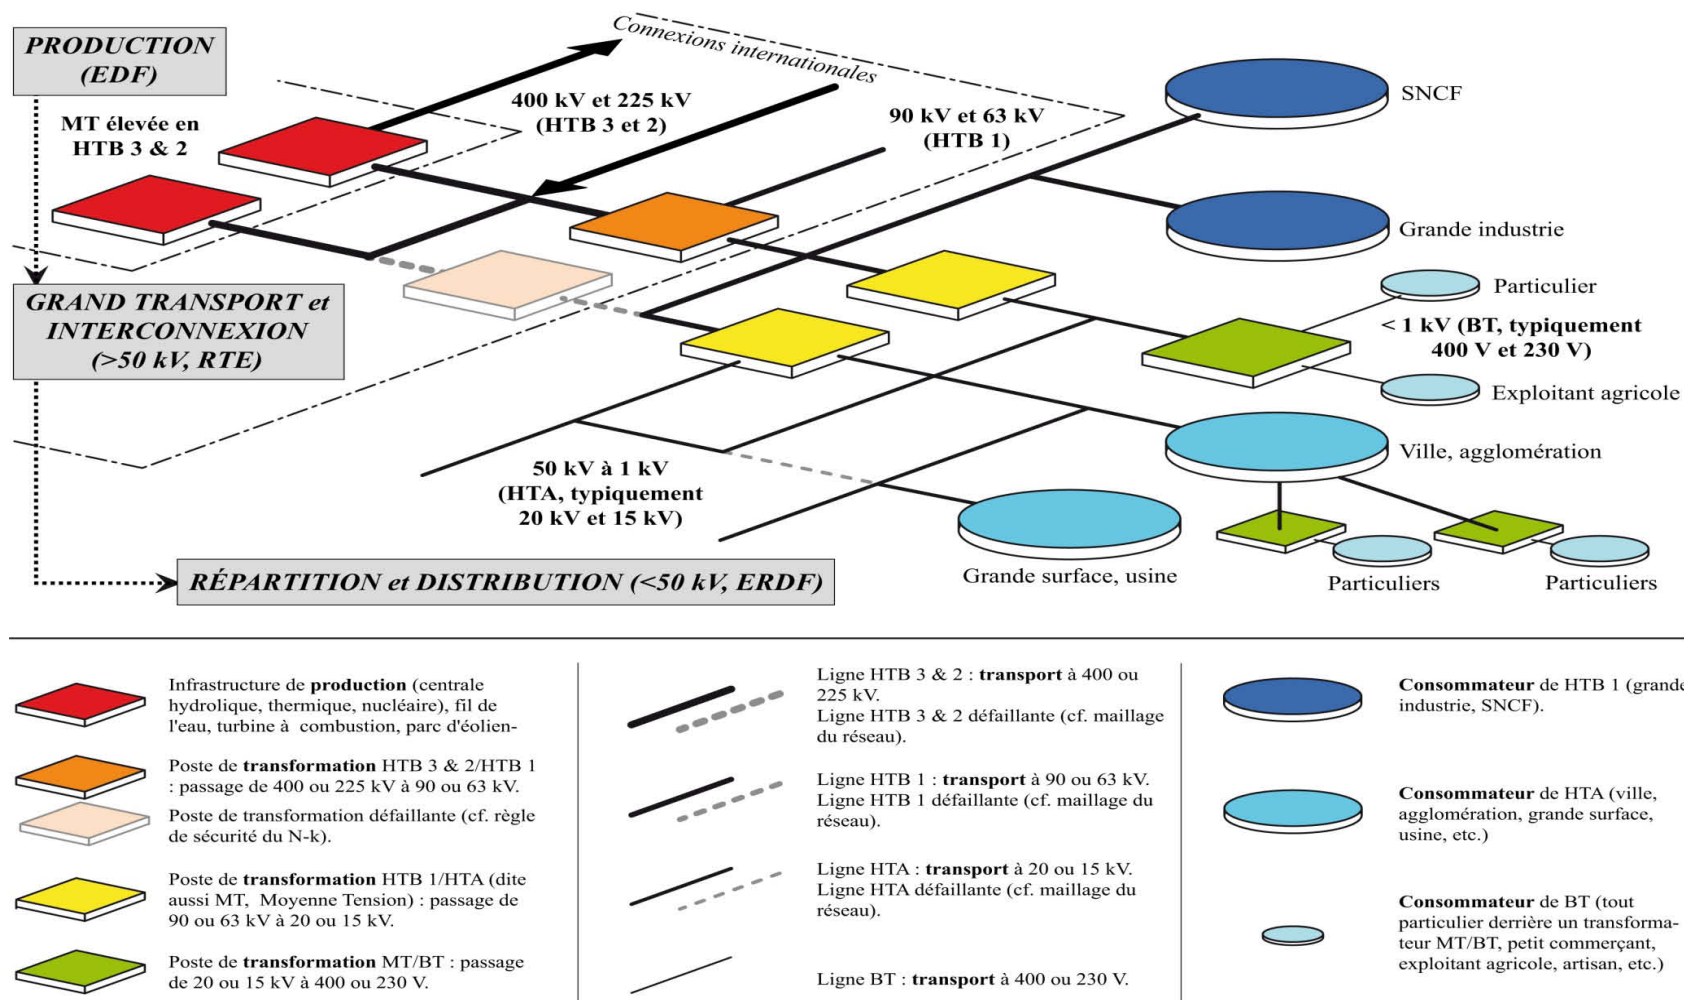 PRODUCTION
(EDF)
MT élevée en
HTB 3 & 2
Connexions internationales
400 kV et 225 kV
(HTB 3 et 2)
90 kV et 63 kV
(HTB 1)
SNCF
Grande industrie
Particulier
< 1 kV (BT, typiquement
400 V et 230 V)
Exploitant agricole
GRAND TRANSPORT et
INTERCONNEXION
(>50 kV, RTE)
Ville, agglomération
50 kV à 1 kV
(HTA, typiquement
20 kV et 15 kV)
Grande surface, usine
Particuliers
Particuliers
RÉPARTITION et DISTRIBUTION (<50 kV, ERDF)
Infrastructure de production (centrale
hydrolique, thermique, nucléaire), fil de
l'eau, turbine à combustion, parc d'éolien-
Poste de transformation HTB 3 & 2/HTB 1
: passage de 400 ou 225 kV à 90 ou 63 kV.
Poste de transformation défaillante (cf. règle
de sécurité du N-k).
Poste de transformation HTB 1/HTA (dite
aussi MT, Moyenne Tension) : passage de
90 ou 63 kV à 20 ou 15 kV.
Poste de transformation MT/BT : passage
de 20 ou 15 kV à 400 ou 230 V.
Ligne HTB 3 & 2 : transport à 400 ou
225 kV.
Ligne HTB 3 & 2 défaillante (cf. maillage
du réseau).
Ligne HTB 1 : transport à 90 ou 63 kV.
Ligne HTB 1 défaillante (cf. maillage du
réseau).
Ligne HTA : transport à 20 ou 15 kV.
Ligne HTA défaillante (cf. maillage du
réseau).
Ligne BT : transport à 400 ou 230 V.
Consommateur de HTB 1 (grande
industrie, SNCF).
Consommateur de HTA (ville,
agglomération, grande surface,
usine, etc.)
Consommateur de BT (tout
particulier derrière un transforma-
teur MT/BT, petit commerçant,
exploitant agricole, artisan, etc.)